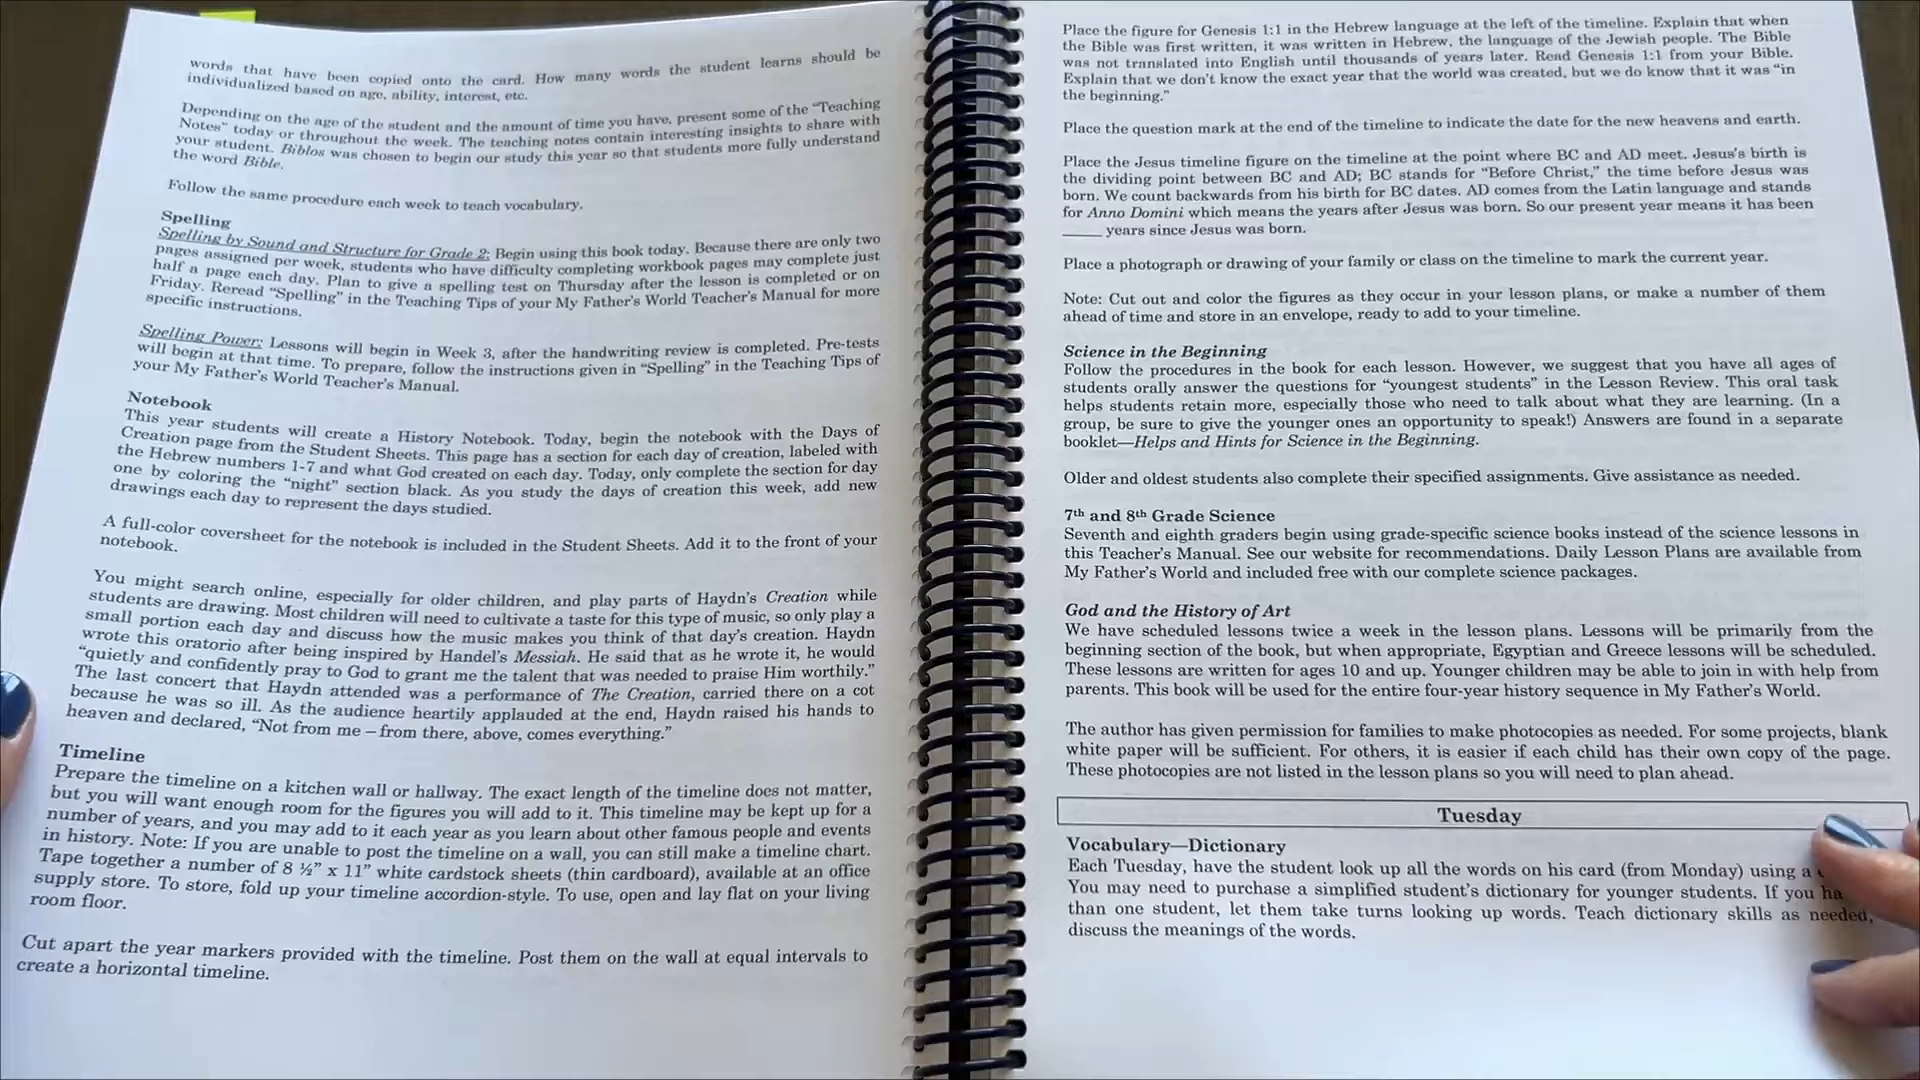 words that have been copied onto the card. How many words the student learns should be
individualized based on age, ability, interest, etc.
Depending on the age of the student and the amount of time you have, present some of the “Teaching
Notes” today or throughout the week. The teaching notes contain interesting insights to share with
your student. Biblos was chosen to begin our study this year so that students more fully understand
the word Bible.
Follow the same procedure each week to teach vocabulary.
Spelling
Spelling by Sound and Structure for Grade 2: Begin using this book today. Because there are only two
pages assigned per week, students who have difficulty completing workbook pages may complete just
half a page each day. Plan to give a spelling test on Thursday after the lesson is completed or on
Friday. Reread “Spelling” in the Teaching Tips of your My Father’s World Teacher’s Manual for more
specific instructions.
Spelling Power: Lessons will begin in Week 3, after the handwriting review is completed. Pre-tests
will begin at that time. To prepare, follow the instructions given in “Spelling” in the Teaching Tips of
your My Father’s World Teacher’s Manual.
Notebook
This year students will create a History Notebook. Today, begin the notebook with the Days of
Creation page from the Student Sheets. This page has a section for each day of creation, labeled with
the Hebrew numbers 1-7 and what God created on each day. Today, only complete the section for day
one by coloring the “night” section black. As you study the days of creation this week, add new
drawings each day to represent the days studied.
A full-color coversheet for the notebook is included in the Student Sheets. Add it to the front of your
notebook.
You might search online, especially for older children, and play parts of Haydn’s Creation while
students are drawing. Most children will need to cultivate a taste for this type of music, so only play a
small portion each day and discuss how the music makes you think of that day’s creation. Haydn
wrote this oratorio after being inspired by Handel’s Messiah. He said that as he wrote it, he would
“quietly and confidently pray to God to grant me the talent that was needed to praise Him worthily.”
The last concert that Haydn attended was a performance of The Creation, carried there on a cot
because he was so ill. As the audience heartily applauded at the end, Haydn raised his hands to
heaven and declared, “Not from me – from there, above, comes everything.”
Timeline
Prepare the timeline on a kitchen wall or hallway. The exact length of the timeline does not matter,
but you will want enough room for the figures you will add to it. This timeline may be kept up for a
number of years, and you may add to it each year as you learn about other famous people and events
in history. Note: If you are unable to post the timeline on a wall, you can still make a timeline chart.
Tape together a number of 8 ½” x 11” white cardstock sheets (thin cardboard), available at an office
supply store. To store, fold up your timeline accordion-style. To use, open and lay flat on your living
room floor.
Cut apart the year markers provided with the timeline. Post them on the wall at equal intervals to
create a horizontal timeline.
Place the figure for Genesis 1:1 in the Hebrew language at the left of the timeline. Explain that when
the Bible was first written, it was written in Hebrew, the language of the Jewish people. The Bible
was not translated into English until thousands of years later. Read Genesis 1:1 from your Bible.
Explain that we don’t know the exact year that the world was created, but we do know that it was “in
the beginning.”
Place the question mark at the end of the timeline to indicate the date for the new heavens and earth.
Place the Jesus timeline figure on the timeline at the point where BC and AD meet. Jesus’s birth is
the dividing point between BC and AD; BC stands for “Before Christ,” the time before Jesus was
born. We count backwards from his birth for BC dates. AD comes from the Latin language and stands
for Anno Domini which means the years after Jesus was born. So our present year means it has been
_____ years since Jesus was born.
Place a photograph or drawing of your family or class on the timeline to mark the current year.
Note: Cut out and color the figures as they occur in your lesson plans, or make a number of them
ahead of time and store in an envelope, ready to add to your timeline.
Science in the Beginning
Follow the procedures in the book for each lesson. However, we suggest that you have all ages of
students orally answer the questions for “youngest students” in the Lesson Review. This oral task
helps students retain more, especially those who need to talk about what they are learning. (In a
group, be sure to give the younger ones an opportunity to speak!) Answers are found in a separate
booklet—Helps and Hints for Science in the Beginning.
Older and oldest students also complete their specified assignments. Give assistance as needed.
7th and 8th Grade Science
Seventh and eighth graders begin using grade-specific science books instead of the science lessons in
this Teacher’s Manual. See our website for recommendations. Daily Lesson Plans are available from
My Father’s World and included free with our complete science packages.
God and the History of Art
We have scheduled lessons twice a week in the lesson plans. Lessons will be primarily from the
beginning section of the book, but when appropriate, Egyptian and Greece lessons will be scheduled.
These lessons are written for ages 10 and up. Younger children may be able to join in with help from
parents. This book will be used for the entire four-year history sequence in My Father’s World.
The author has given permission for families to make photocopies as needed. For some projects, blank
white paper will be sufficient. For others, it is easier if each child has their own copy of the page.
These photocopies are not listed in the lesson plans so you will need to plan ahead.
Tuesday
Vocabulary—Dictionary
Each Tuesday, have the student look up all the words on his card (from Monday) using a
You may need to purchase a simplified student’s dictionary for younger students. If you ha
than one student, let them take turns looking up words. Teach dictionary skills as needed,
discuss the meanings of the words.